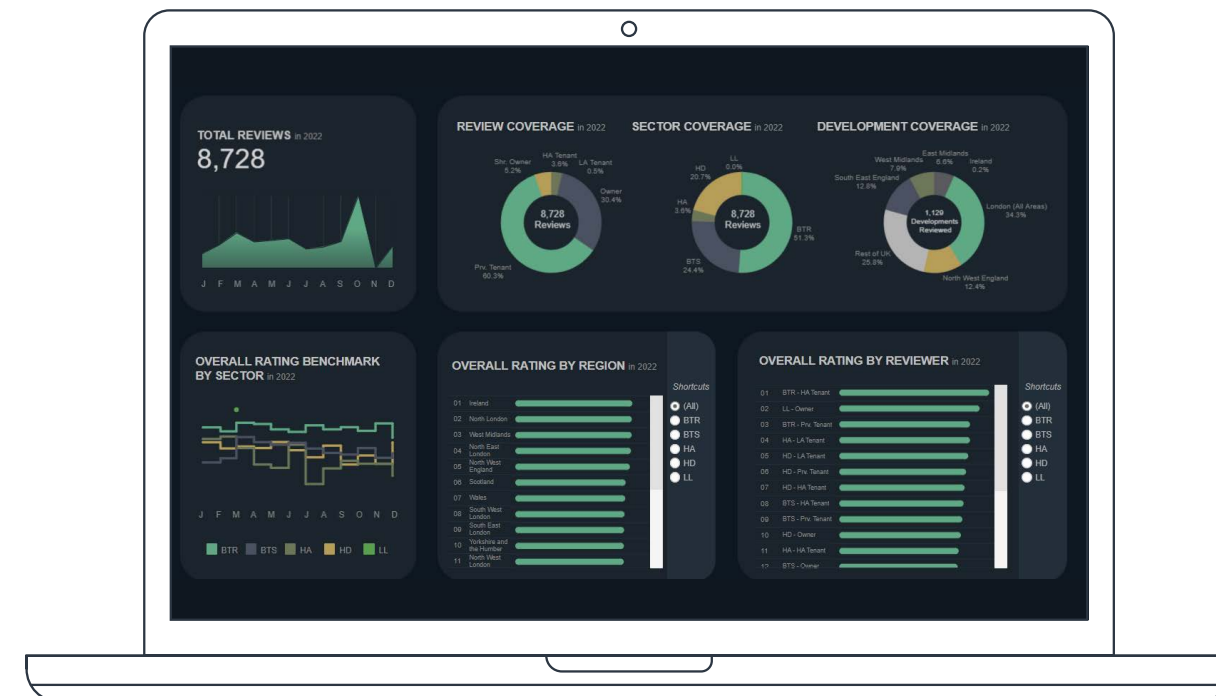 TOTAL REVIEWS in 2022
8,728
J F M A M J J A S O N D
REVIEW COVERAGE in 2022
Shr. Owner
5.2%
HA Tenant
3.6%
LA Tenant
0.5%
Owner
30.4%
8,728
Reviews
Prv. Tenant
60.3%
SECTOR COVERAGE in 2022
LL
0.0%
HD
20.7%
HA
3.6%
8,728
Reviews
BTR
51.3%
BTS
24.4%
DEVELOPMENT COVERAGE in 2022
East Midlands
6.6%
West Midlands
7.9%
Ireland
0.2%
South East England
12.8%
London (All Areas)
34.3%
1,129
Developments
Reviewed
Rest of UK
25.8%
North West England
12.4%
OVERALL RATING BENCHMARK
BY SECTOR in 2022
J F M A M J J A S O N D
BTR BTS HA HD LL
OVERALL RATING BY REGION in 2022
01 Ireland
02 North London
03 West Midlands
04 North East
London
05 North West
England
06 Scotland
07 Wales
08 South West
London
09 South East
London
10 Yorkshire and
the Humber
11 North West
London
Shortcuts
(All)
BTR
BTS
HA
HD
LL
OVERALL RATING BY REVIEWER in 2022
01 BTR - HA Tenant
02 LL - Owner
03 BTR - Prv. Tenant
04 HA - LA Tenant
05 HD - LA Tenant
06 HD - Prv. Tenant
07 HD - HA Tenant
08 BTS - HA Tenant
09 BTS - Prv. Tenant
10 HD - Owner
11 HA - HA Tenant
12 BTS - Owner
Shortcuts
(All)
BTR
BTS
HA
HD
LL